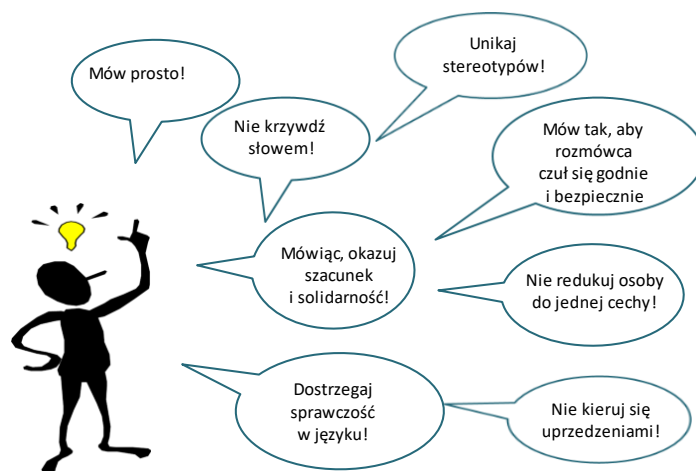 Mów prosto!
Unikaj
stereotypów!
Nie krzywdź
słowem!
Mów tak, aby
rozmówca
czuł się godnie
i bezpiecznie
Mówiąc, okazuj
szacunek
i solidarność!
Nie redukuj osoby
do jednej cechy!
Dostrzegaj
sprawczość
w języku!
Nie kieruj się
uprzedzeniami!